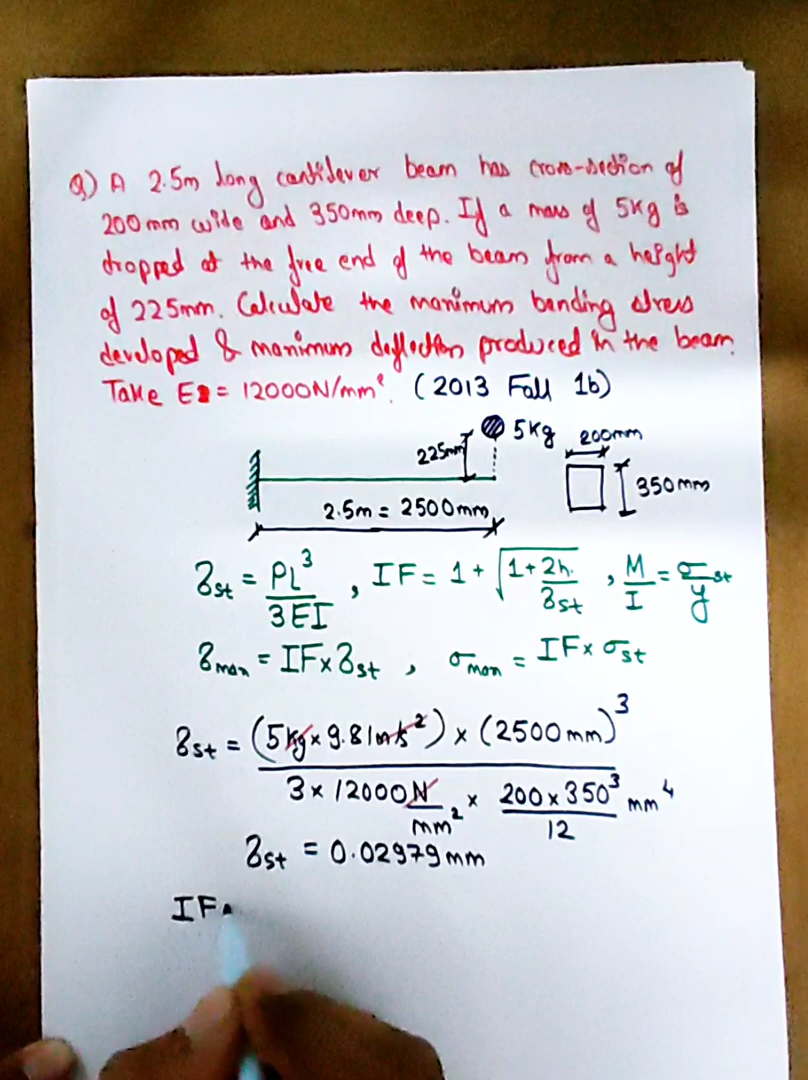 Q) A 2.5m long cantilever beam has cross-section of
200mm wide and 350mm deep. If a mass of 5Kg is
dropped at the free end of the beam from a height
of 225mm. Calculate the maximum bending stress
developed & maximum deflection produced in the beam.
Take E = 12000N/mm². (2013 Fall 1b)
5Kg
225mm
200mm
350mm
2.5m = 2500mm
δst = PL³/3EI , IF = 1 + √(1 + 2h/δst) , M/I = σst/y
δmax = IF x δst , σmax = IF x σst
δst = (5kg x 9.81m/s²) x (2500mm)³ / 3 x 12000 N/mm² x 200 x 350³/12 mm⁴
δst = 0.02979mm
IF